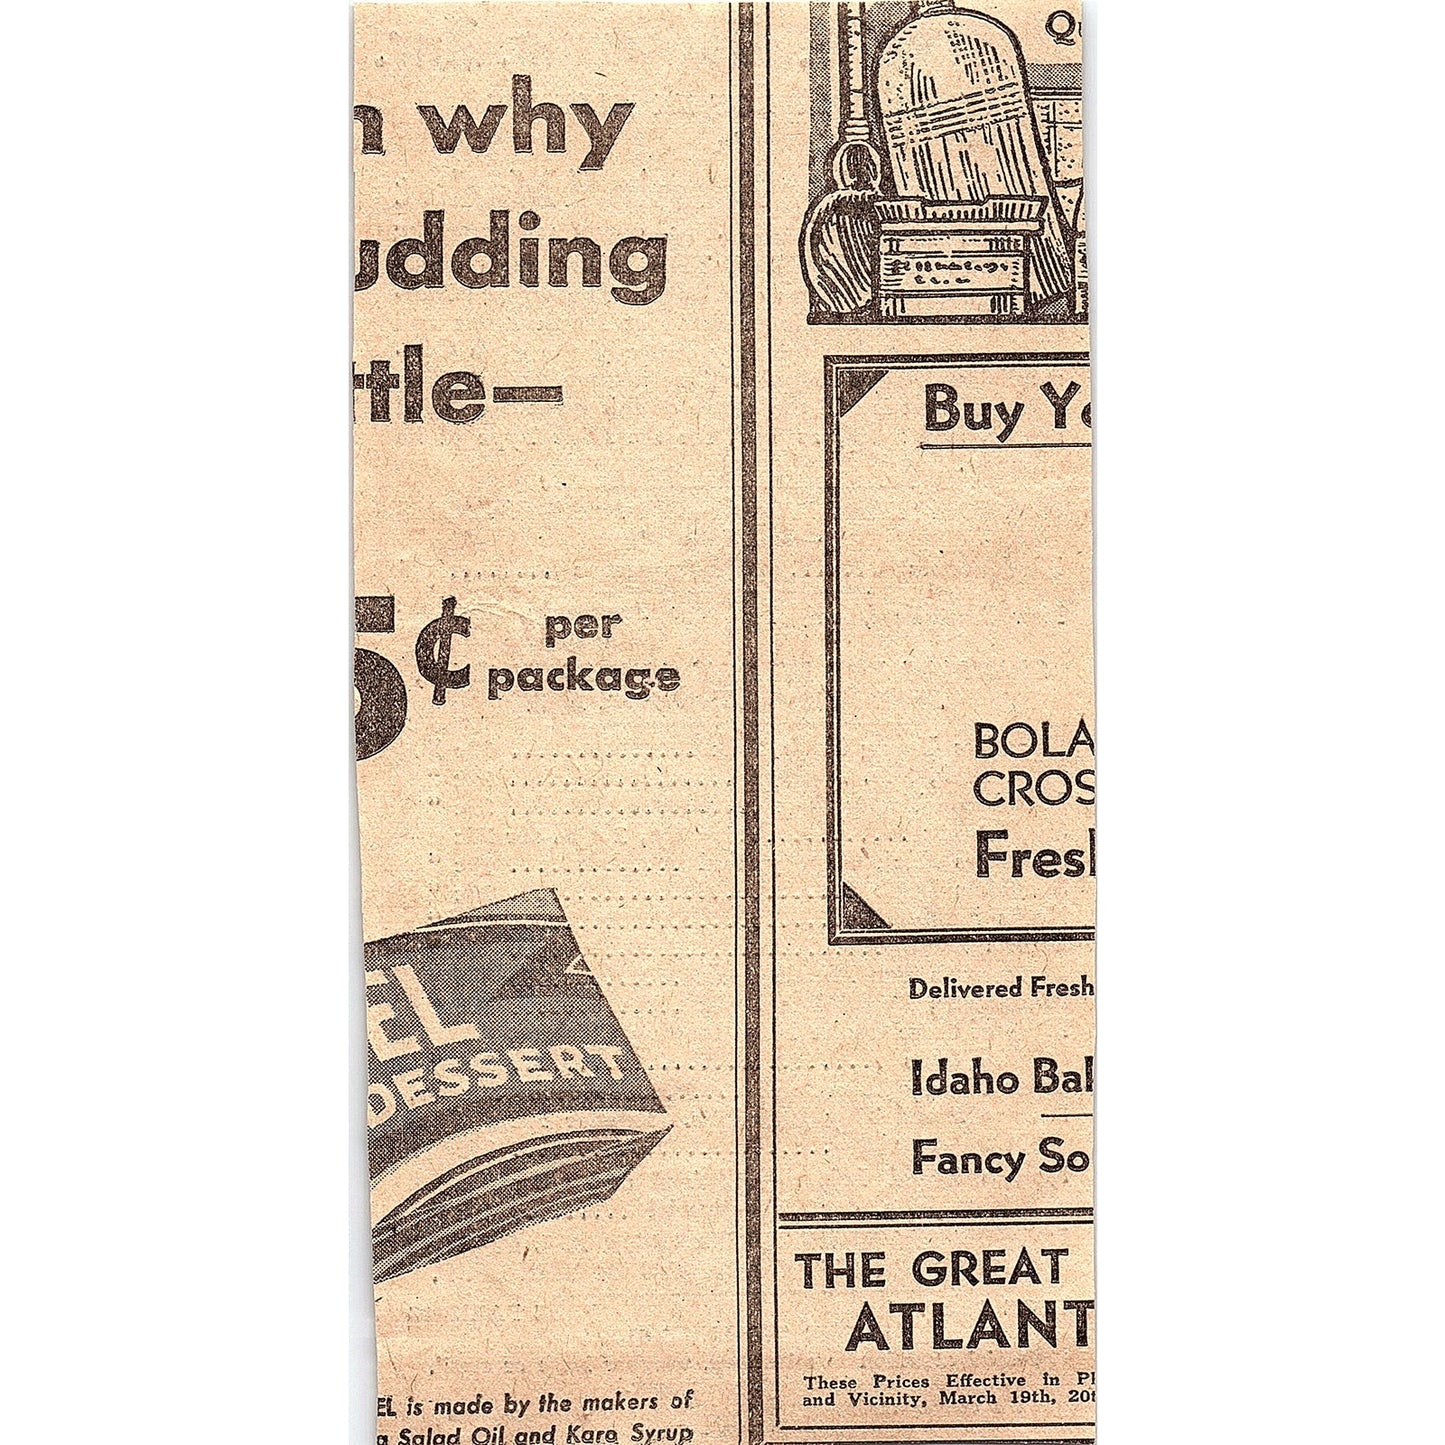 n why
udding
ttle—
5¢ per
package
EL
DESSERT
EL is made by the makers of
a Salad Oil and Karo Syrup
Qu
Buy Yo
BOLA
CROS
Fresh
Delivered Fresh
Idaho Bak
Fancy So
THE GREAT
ATLANT
These Prices Effective in Ph
and Vicinity, March 19th, 20t